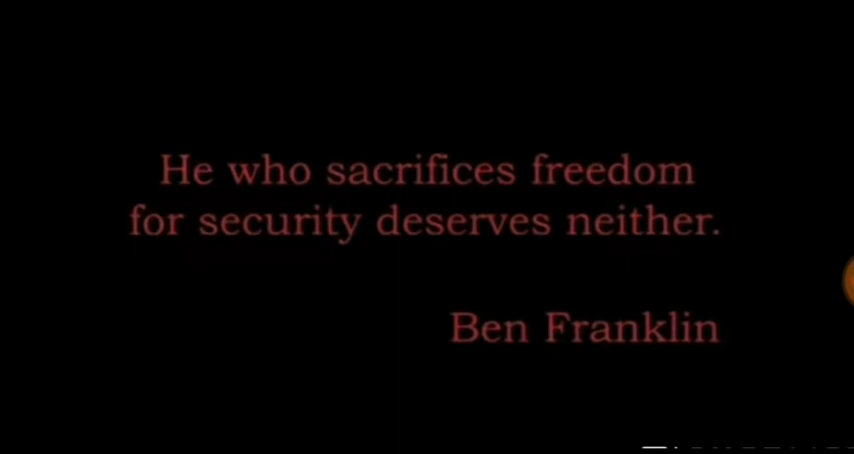 He who sacrifices freedom
for security deserves neither.
Ben Franklin